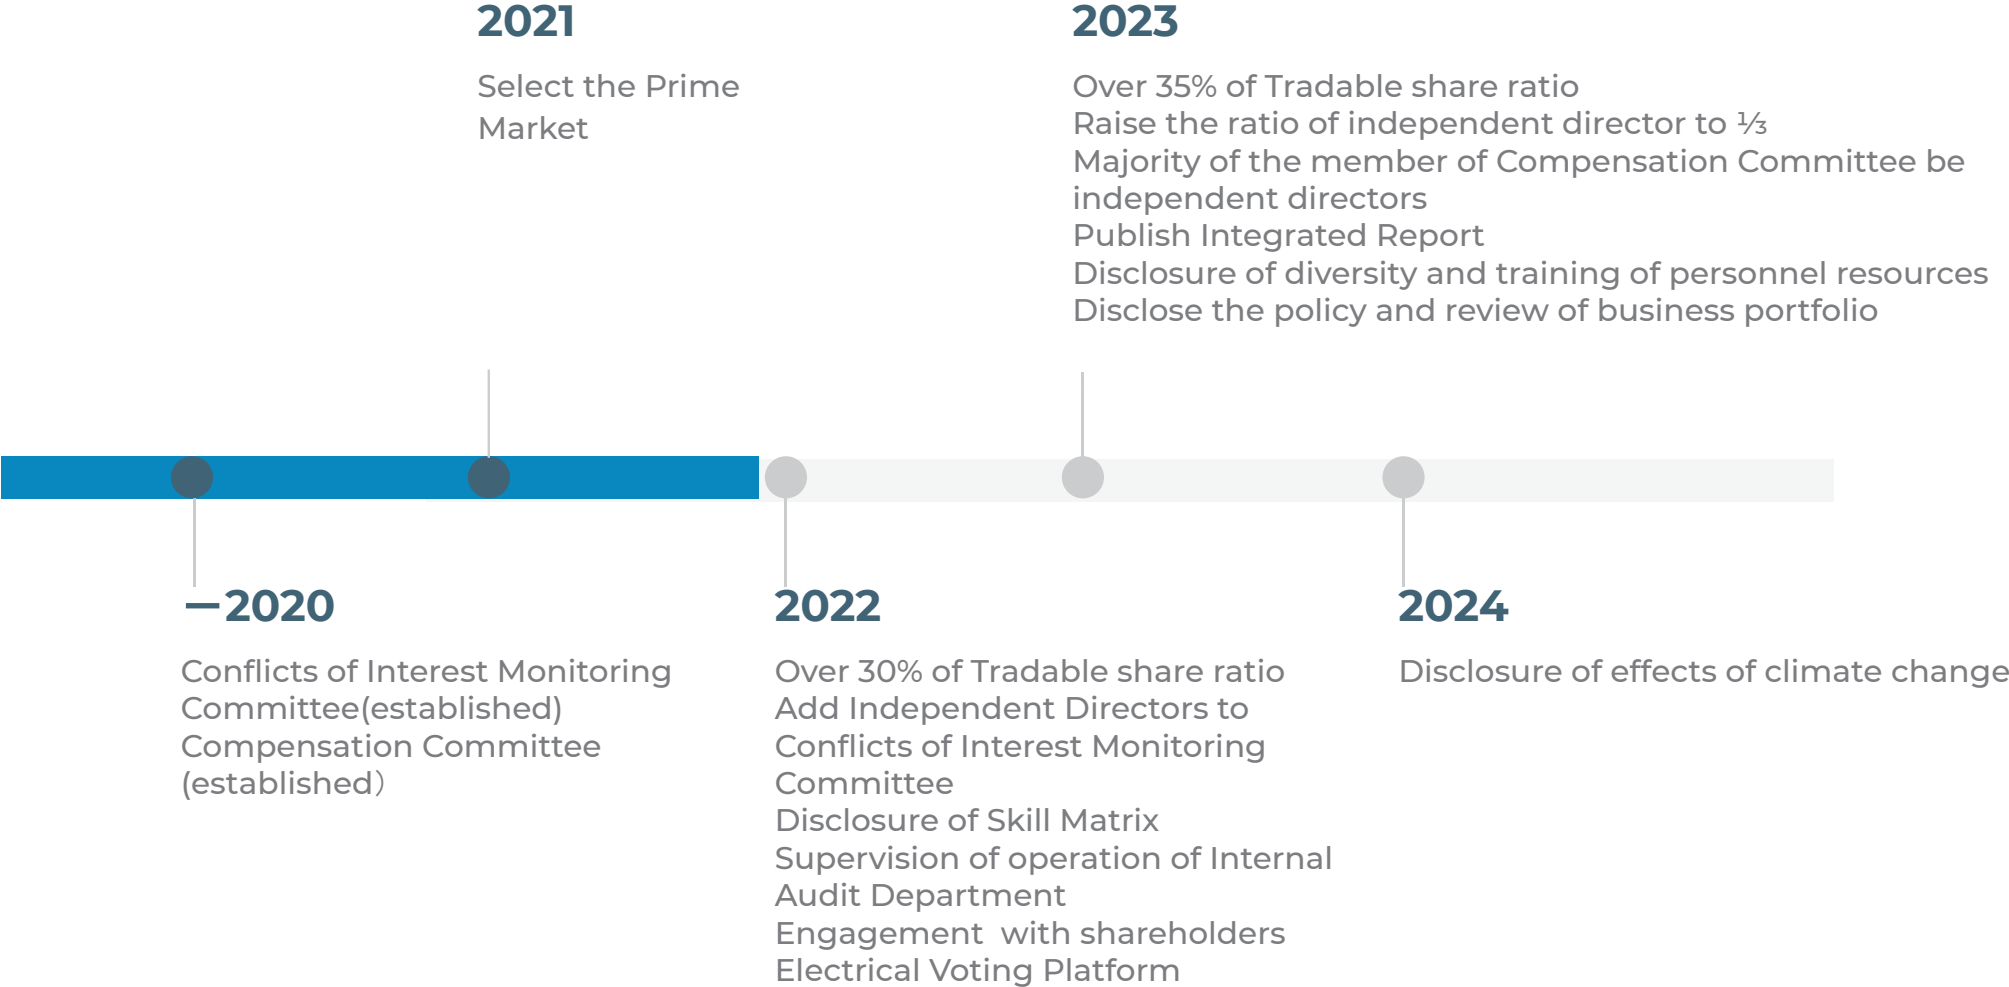 2021
Select the Prime
Market
2023
Over 35% of Tradable share ratio
Raise the ratio of independent director to ⅓
Majority of the member of Compensation Committee be
independent directors
Publish Integrated Report
Disclosure of diversity and training of personnel resources
Disclose the policy and review of business portfolio
—2020
Conflicts of Interest Monitoring
Committee(established)
Compensation Committee
(established）
2022
Over 30% of Tradable share ratio
Add Independent Directors to
Conflicts of Interest Monitoring
Committee
Disclosure of Skill Matrix
Supervision of operation of Internal
Audit Department
Engagement  with shareholders
Electrical Voting Platform
2024
Disclosure of effects of climate change